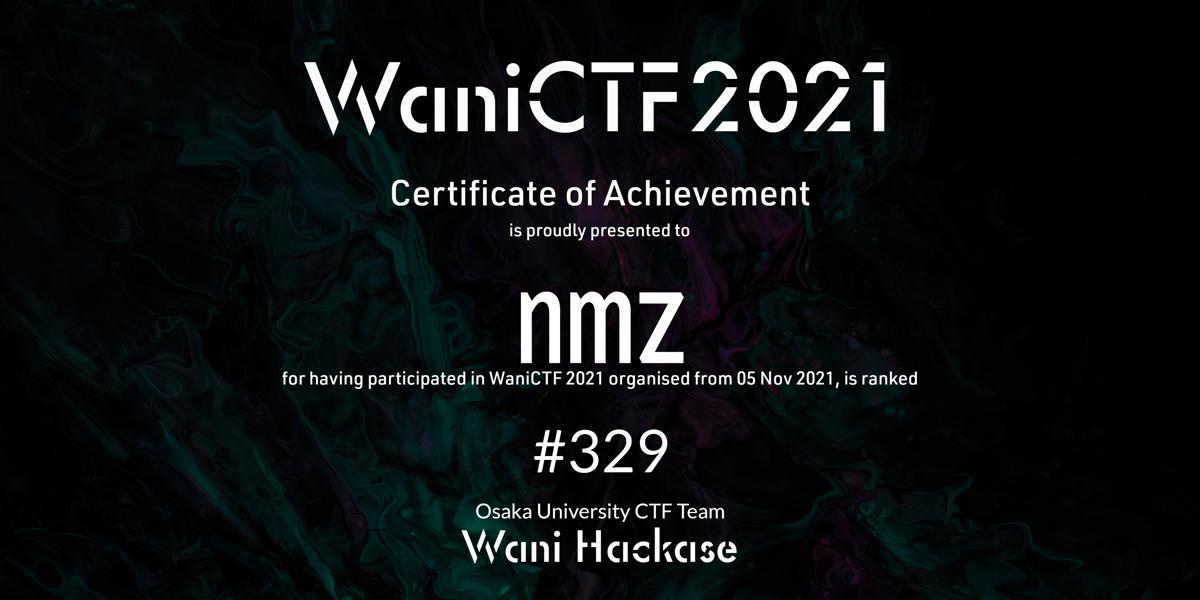 WaniCTF2021
Certificate of Achievement
is proudly presented to
nmz
for having participated in WaniCTF 2021 organised from 05 Nov 2021, is ranked
#329
Osaka University CTF Team
Wani Hackase